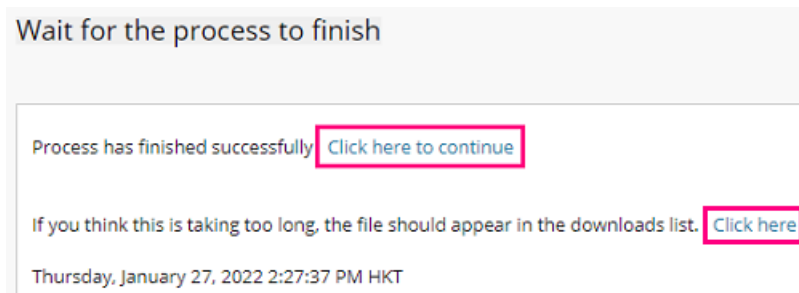 Wait for the process to finish
Process has finished successfully Click here to continue
If you think this is taking too long, the file should appear in the downloads list. Click here
Thursday, January 27, 2022 2:27:37 PM HKT